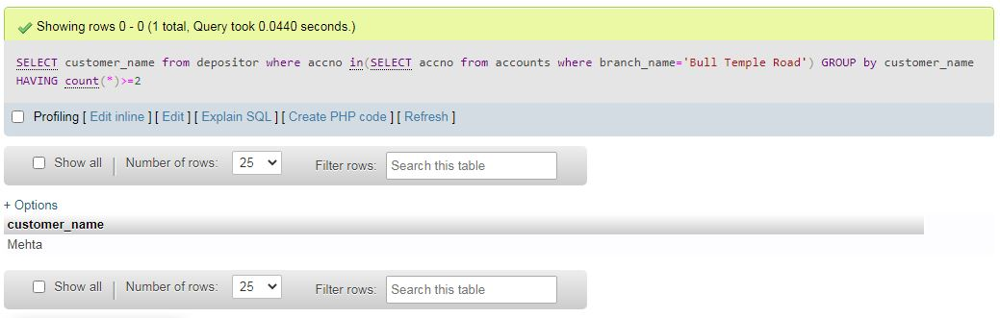 Showing rows 0 - 0 (1 total, Query took 0.0440 seconds.)
SELECT customer_name from depositor where accno in(SELECT accno from accounts where branch_name='Bull Temple Road') GROUP by customer_name
HAVING count(*)>=2
Profiling [ Edit inline ] [ Edit ] [ Explain SQL ] [ Create PHP code ] [ Refresh ]
Show all | Number of rows: 25 Filter rows: Search this table
+ Options
customer_name
Mehta
Show all | Number of rows: 25 Filter rows: Search this table